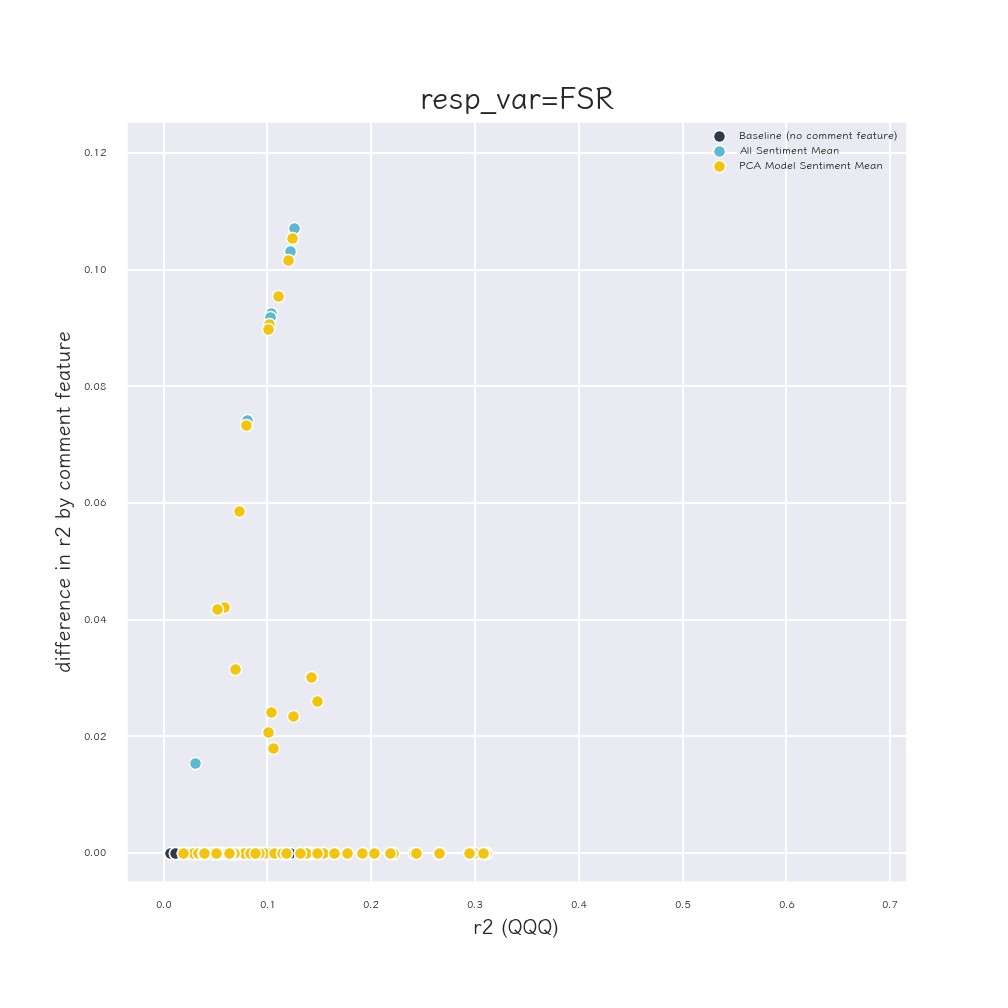 resp_var=FSR
Baseline (no comment feature)
All Sentiment Mean
PCA Model Sentiment Mean
difference in r2 by comment feature
0.12
0.10
0.08
0.06
0.04
0.02
0.00
0.0 0.1 0.2 0.3 0.4 0.5 0.6 0.7
r2 (QQQ)